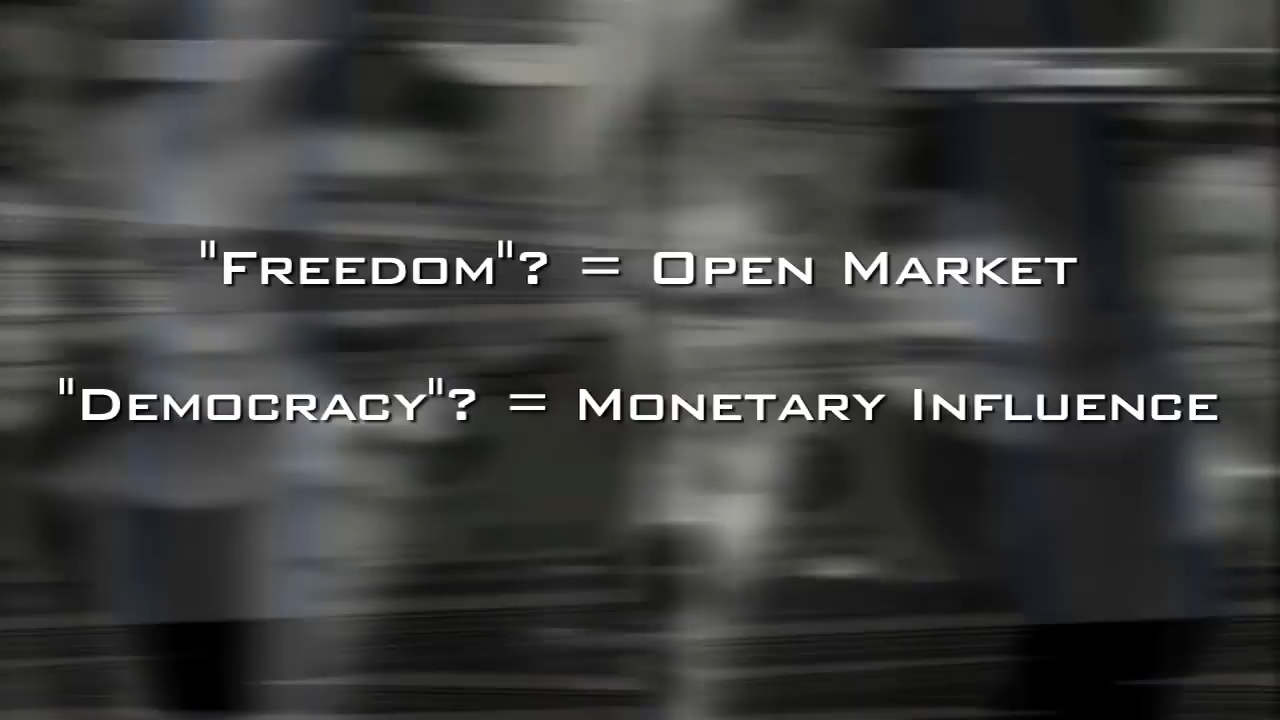 "Freedom"? = Open Market
"Democracy"? = Monetary Influence